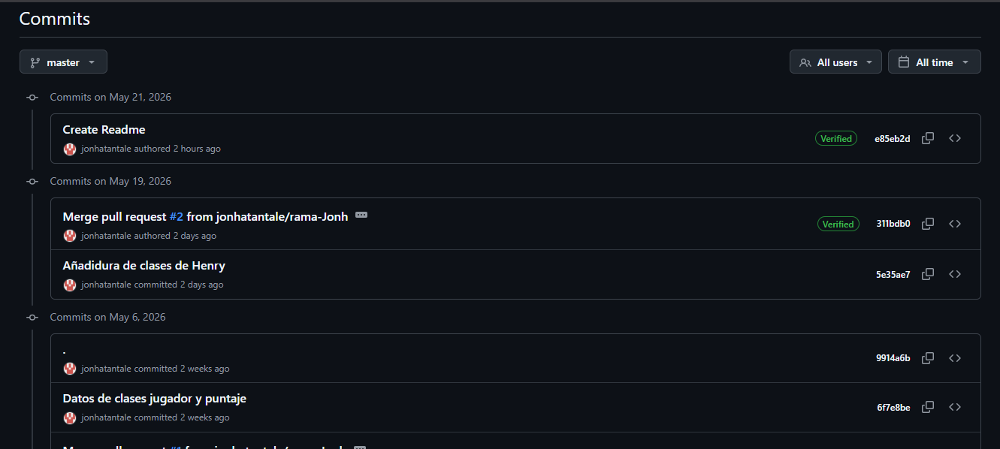 Commits
master
All users
All time
Commits on May 21, 2026
Create Readme
Verified
e85eb2d
jonhatantale authored 2 hours ago
Commits on May 19, 2026
Merge pull request #2 from jonhatantale/rama-Jonh
Verified
311bdb0
jonhatantale authored 2 days ago
Añadidura de clases de Henry
5e35ae7
jonhatantale committed 2 days ago
Commits on May 6, 2026
.
9914a6b
jonhatantale committed 2 weeks ago
Datos de clases jugador y puntaje
6f7e8be
jonhatantale committed 2 weeks ago